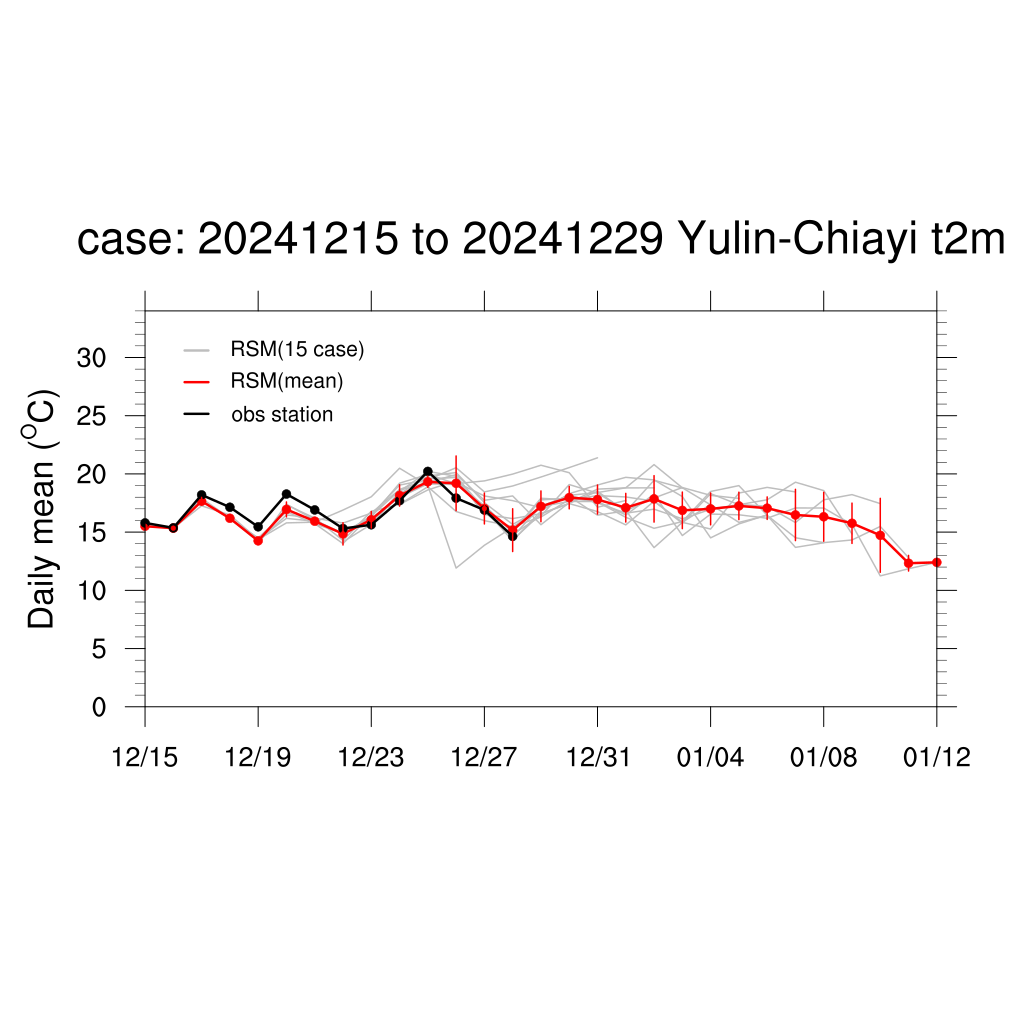 case: 20241215 to 20241229 Yulin-Chiayi t2m
RSM(15 case)
RSM(mean)
obs station
Daily mean (°C)
30
25
20
15
10
5
0
12/15 12/19 12/23 12/27 12/31 01/04 01/08 01/12